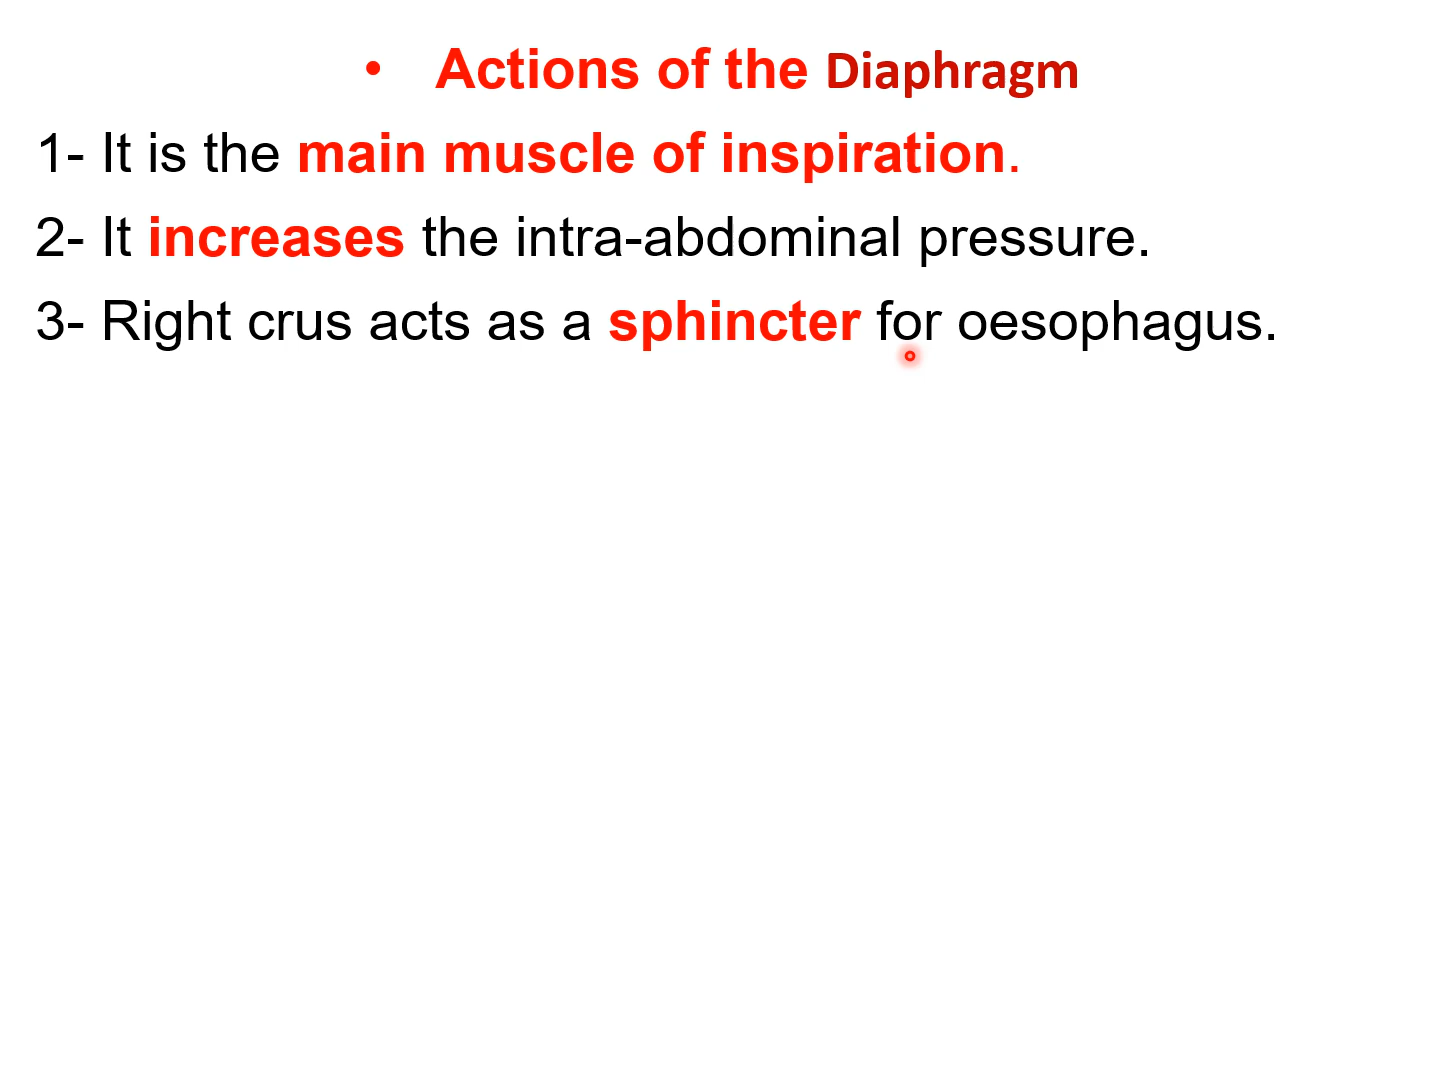 • Actions of the Diaphragm
1- It is the main muscle of inspiration.
2- It increases the intra-abdominal pressure.
3- Right crus acts as a sphincter for oesophagus.